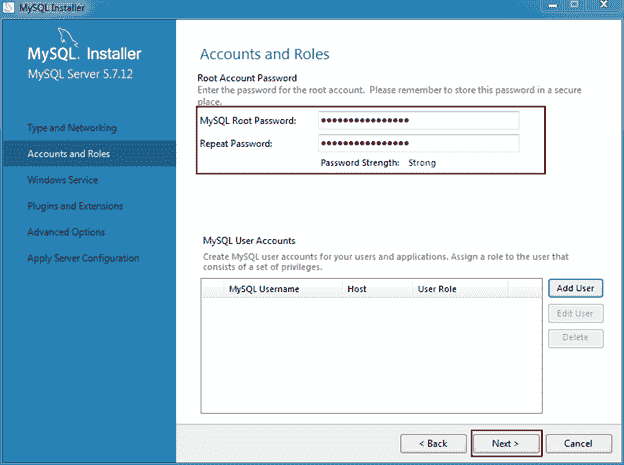 MySQL Installer
MySQL. Installer
MySQL Server 5.7.12
Type and Networking
Accounts and Roles
Windows Service
Plugins and Extensions
Advanced Options
Apply Server Configuration
Accounts and Roles
Root Account Password
Enter the password for the root account. Please remember to store this password in a secure
place.
MySQL Root Password: ●●●●●●●●●●●●●●●●
Repeat Password: ●●●●●●●●●●●●●●●●
Password Strength: Strong
MySQL User Accounts
Create MySQL user accounts for your users and applications. Assign a role to the user that
consists of a set of privileges.
MySQL Username Host User Role
Add User
Edit User
Delete
< Back Next > Cancel